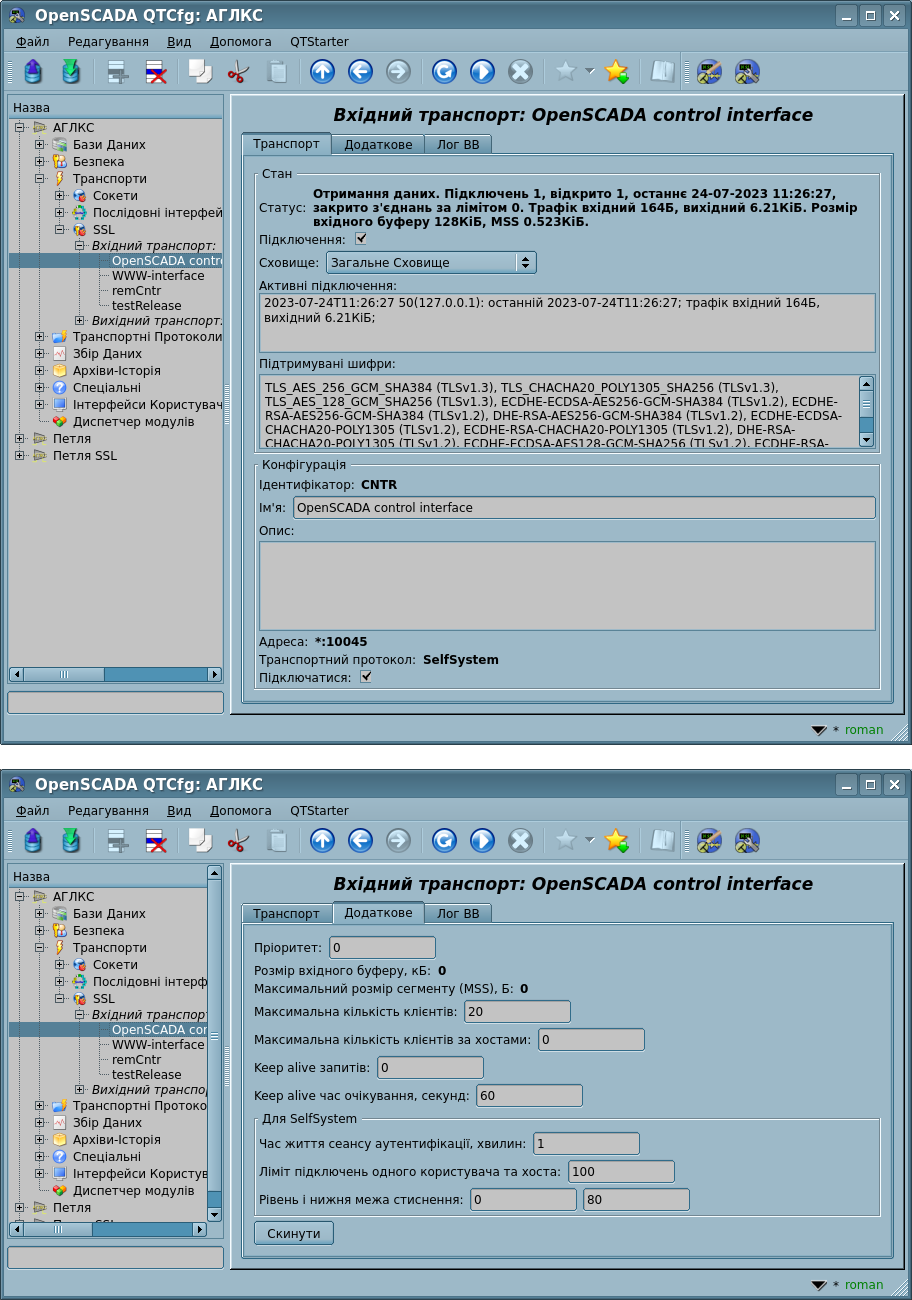 OpenSCADA QTCfg: АГЛКС
Файл Редагування Вид Допомога QTStarter
Назва
АГЛКС
Бази Даних
Безпека
Транспорти
Сокети
Послідовні інтерфей
SSL
Вхідний транспорт:
OpenSCADA contro
WWW-interface
remCntr
testRelease
Вихідний транспорт:
Транспортні Протоколи
Збір Даних
Архіви-Історія
Спеціальні
Інтерфейси Користувач
Диспетчер модулів
Петля
Петля SSL
Вхідний транспорт: OpenSCADA control interface
Транспорт Додаткове Лог ВВ
Стан
Статус: Отримання даних. Підключень 1, відкрито 1, останнє 24-07-2023 11:26:27,
закрито з'єднань за лімітом 0. Трафік вхідний 164Б, вихідний 6.21КіБ. Розмір
вхідного буферу 128КіБ, MSS 0.523КіБ.
Підключення:
Сховище: Загальне Сховище
Активні підключення:
2023-07-24T11:26:27 50(127.0.0.1): останній 2023-07-24T11:26:27; трафік вхідний 164Б,
вихідний 6.21КіБ;
Підтримувані шифри:
TLS_AES_256_GCM_SHA384 (TLSv1.3), TLS_CHACHA20_POLY1305_SHA256 (TLSv1.3),
TLS_AES_128_GCM_SHA256 (TLSv1.3), ECDHE-ECDSA-AES256-GCM-SHA384 (TLSv1.2), ECDHE-
RSA-AES256-GCM-SHA384 (TLSv1.2), DHE-RSA-AES256-GCM-SHA384 (TLSv1.2), ECDHE-ECDSA-
CHACHA20-POLY1305 (TLSv1.2), ECDHE-RSA-CHACHA20-POLY1305 (TLSv1.2), DHE-RSA-
CHACHA20-POLY1305 (TLSv1.2), ECDHE-ECDSA-AES128-GCM-SHA256 (TLSv1.2), ECDHE-RSA-
Конфігурація
Ідентифікатор: CNTR
Ім'я: OpenSCADA control interface
Опис:
Адреса: *:10045
Транспортний протокол: SelfSystem
Підключатися:
* roman
OpenSCADA QTCfg: АГЛКС
Файл Редагування Вид Допомога QTStarter
Назва
АГЛКС
Бази Даних
Безпека
Транспорти
Сокети
Послідовні інтерф
SSL
Вхідний транспор
OpenSCADA con
WWW-interface
remCntr
testRelease
Вихідний транспо
Транспортні Протоко
Збір Даних
Архіви-Історія
Спеціальні
Інтерфейси Користув
Диспетчер модулів
Петля
Петля SSL
Вхідний транспорт: OpenSCADA control interface
Транспорт Додаткове Лог ВВ
Пріоритет: 0
Розмір вхідного буферу, кБ: 0
Максимальний розмір сегменту (MSS), Б: 0
Максимальна кількість клієнтів: 20
Максимальна кількість клієнтів за хостами: 0
Keep alive запитів: 0
Keep alive час очікування, секунд: 60
Для SelfSystem
Час життя сеансу аутентифікації, хвилин: 1
Ліміт підключень одного користувача та хоста: 100
Рівень і нижня межа стиснення: 0 80
Скинути
* roman